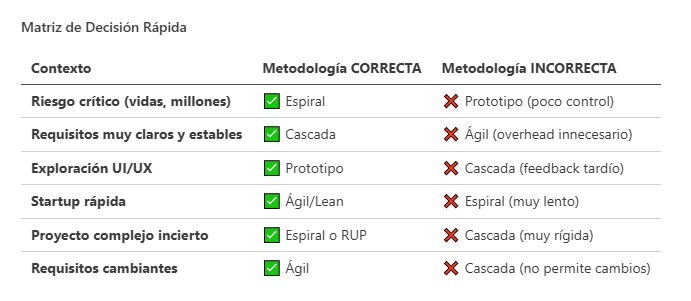 Matriz de Decisión Rápida
Contexto Metodología CORRECTA Metodología INCORRECTA
Riesgo crítico (vidas, millones) ✅ Espiral ❌ Prototipo (poco control)
Requisitos muy claros y estables ✅ Cascada ❌ Ágil (overhead innecesario)
Exploración UI/UX ✅ Prototipo ❌ Cascada (feedback tardío)
Startup rápida ✅ Ágil/Lean ❌ Espiral (muy lento)
Proyecto complejo incierto ✅ Espiral o RUP ❌ Cascada (muy rígida)
Requisitos cambiantes ✅ Ágil ❌ Cascada (no permite cambios)